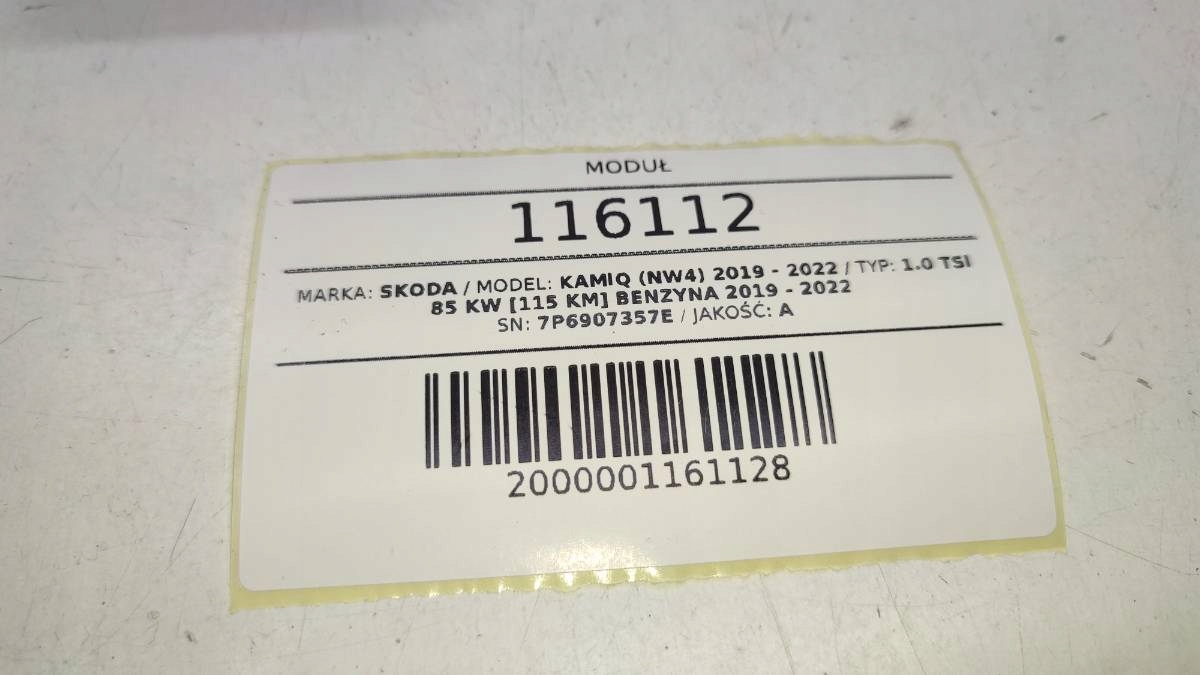 MODUŁ
116112
MARKA: SKODA / MODEL: KAMIQ (NW4) 2019 - 2022 / TYP: 1.0 TSI
85 KW [115 KM] BENZYNA 2019 - 2022
SN: 7P6907357E / JAKOŚĆ: A
2000001161128